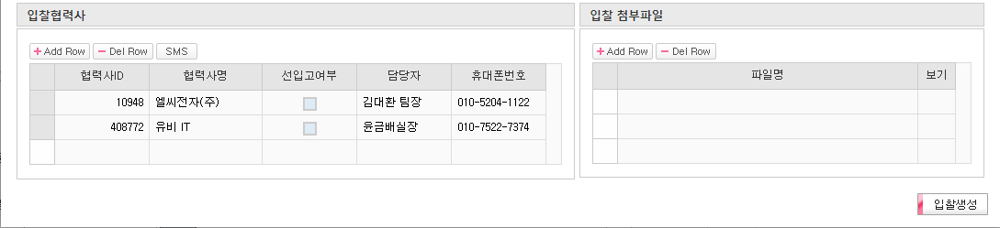 입찰협력사
입찰 첨부파일
Add Row Del Row SMS
Add Row Del Row
협력사ID 협력사명 선입고여부 담당자 휴대폰번호
파일명 보기
10948 엘씨전자(주) 김대환 팀장 010-5204-1122
408772 유비 IT 윤금배실장 010-7522-7374
입찰생성